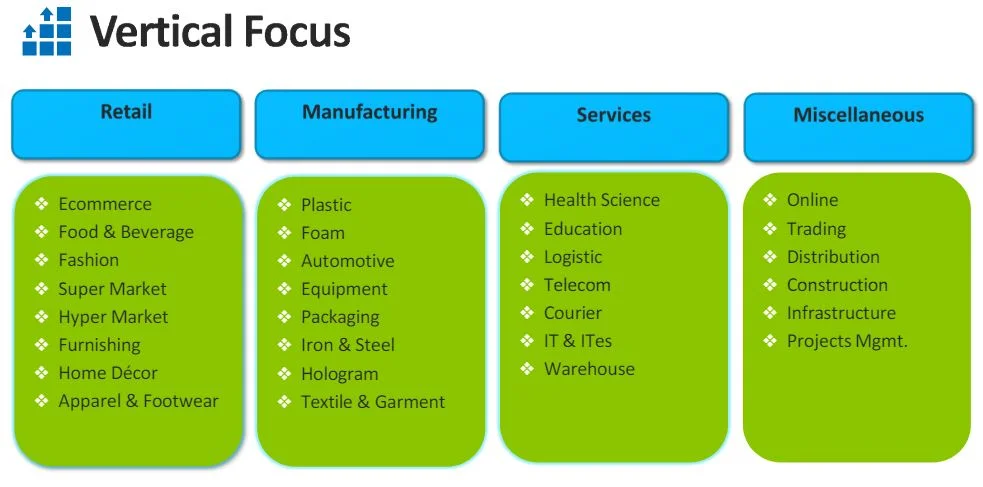 Vertical Focus
Retail
Ecommerce
Food & Beverage
Fashion
Super Market
Hyper Market
Furnishing
Home Décor
Apparel & Footwear
Manufacturing
Plastic
Foam
Automotive
Equipment
Packaging
Iron & Steel
Hologram
Textile & Garment
Services
Health Science
Education
Logistic
Telecom
Courier
IT & ITes
Warehouse
Miscellaneous
Online
Trading
Distribution
Construction
Infrastructure
Projects Mgmt.